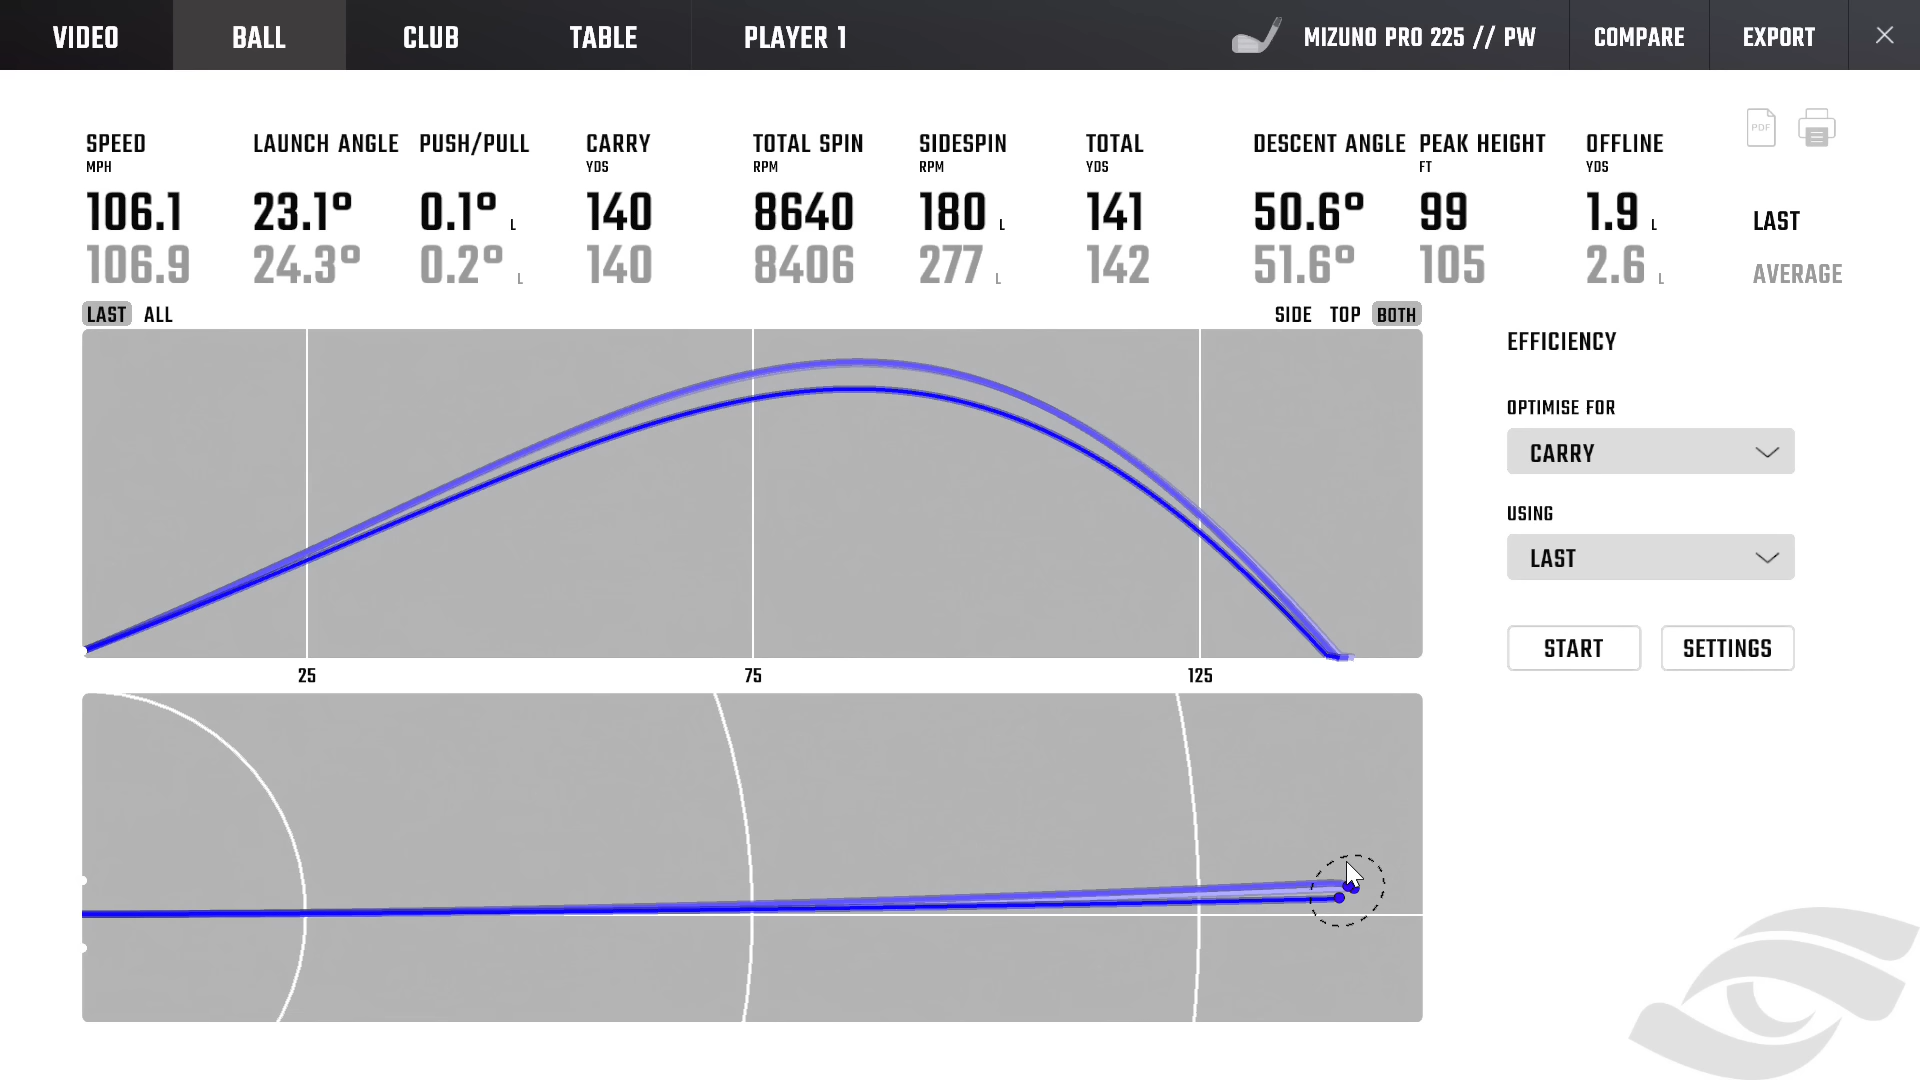 VIDEO BALL CLUB TABLE PLAYER 1 MIZUNO PRO 225 // PW COMPARE EXPORT
PDF
SPEED LAUNCH ANGLE PUSH/PULL CARRY TOTAL SPIN SIDESPIN TOTAL DESCENT ANGLE PEAK HEIGHT OFFLINE
MPH YDS RPM RPM YDS FT YDS
106.1 23.1° 0.1° L 140 8640 180 L 141 50.6° 99 1.9 L LAST
106.9 24.3° 0.2° L 140 8406 277 L 142 51.6° 105 2.6 L AVERAGE
LAST ALL SIDE TOP BOTH
EFFICIENCY
OPTIMISE FOR
CARRY
USING
LAST
START SETTINGS
25 75 125